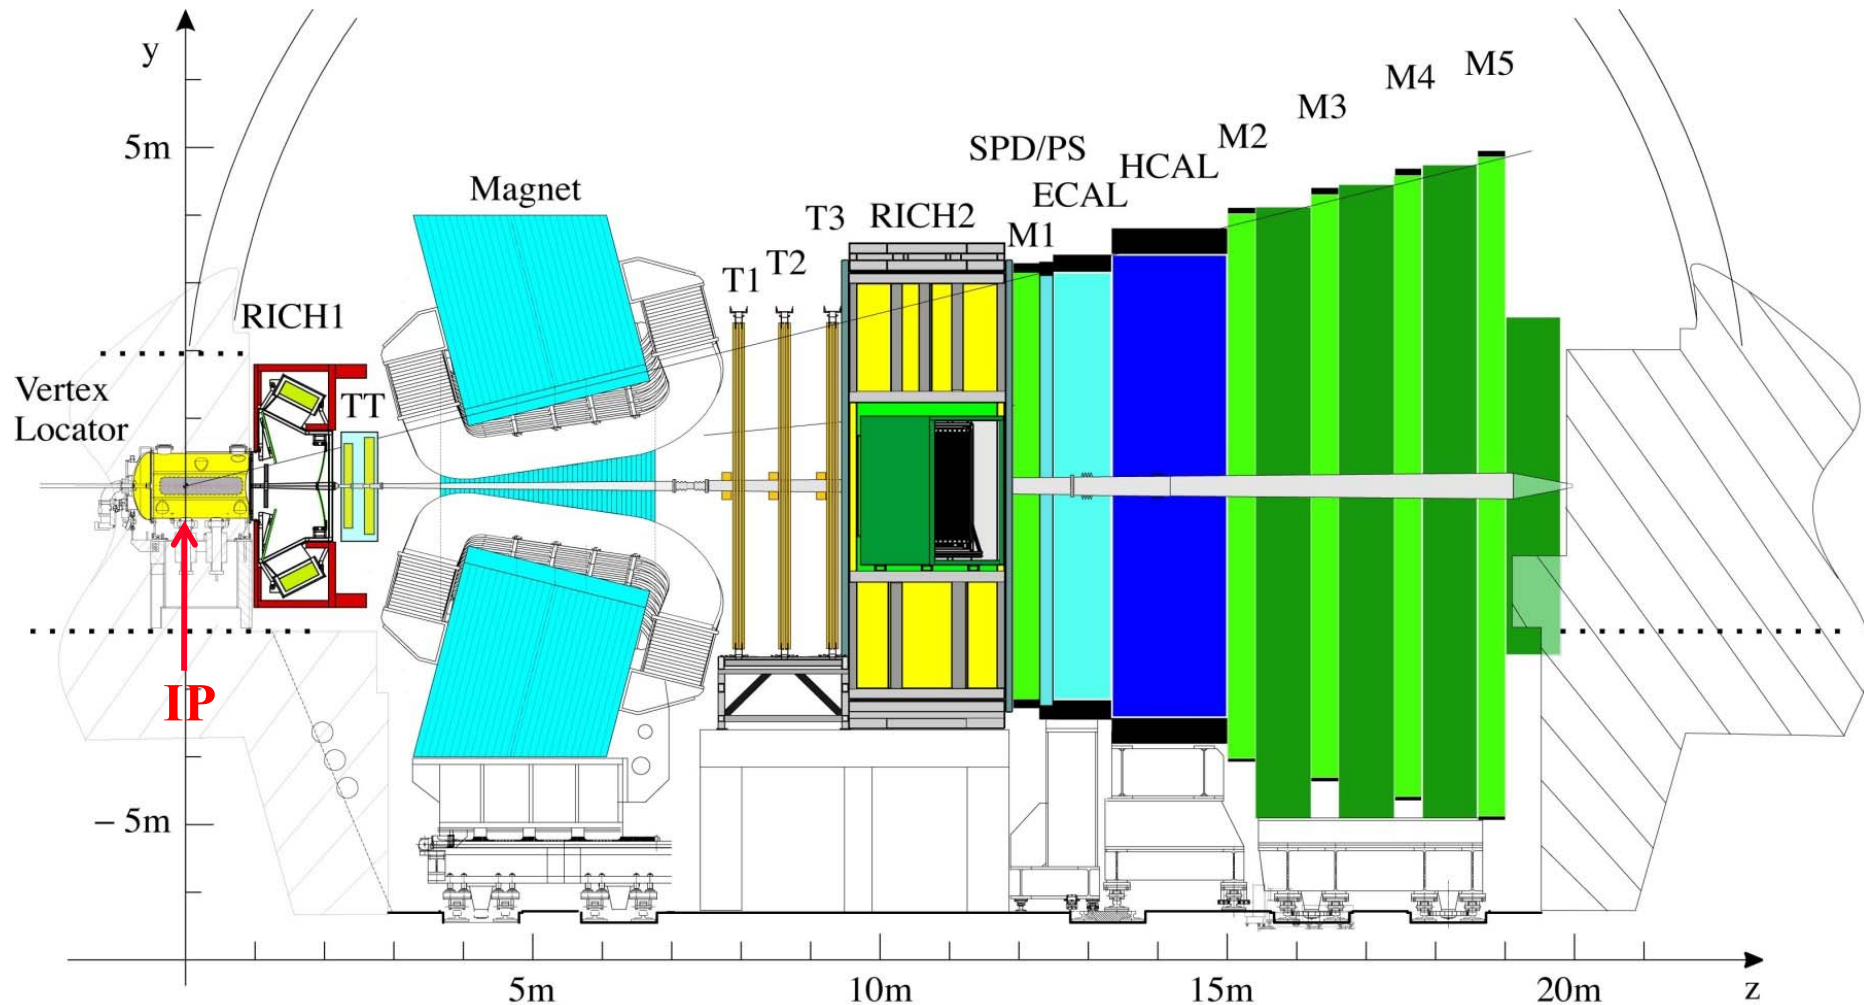 y
5m
Magnet
RICH1
Vertex
Locator
TT
T1
T2
T3
RICH2
M1
SPD/PS
ECAL
HCAL
M2
M3
M4
M5
IP
− 5m
5m
10m
15m
20m
z